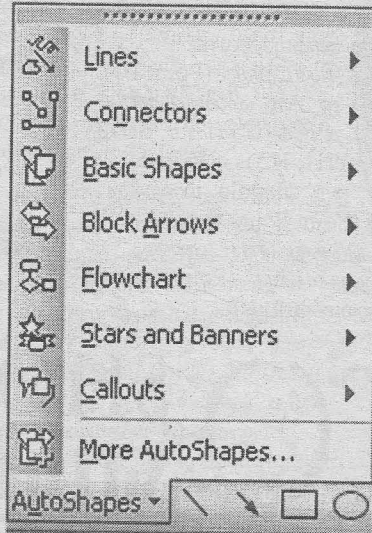 Lines
Connectors
Basic Shapes
Block Arrows
Flowchart
Stars and Banners
Callouts
More AutoShapes...
AutoShapes